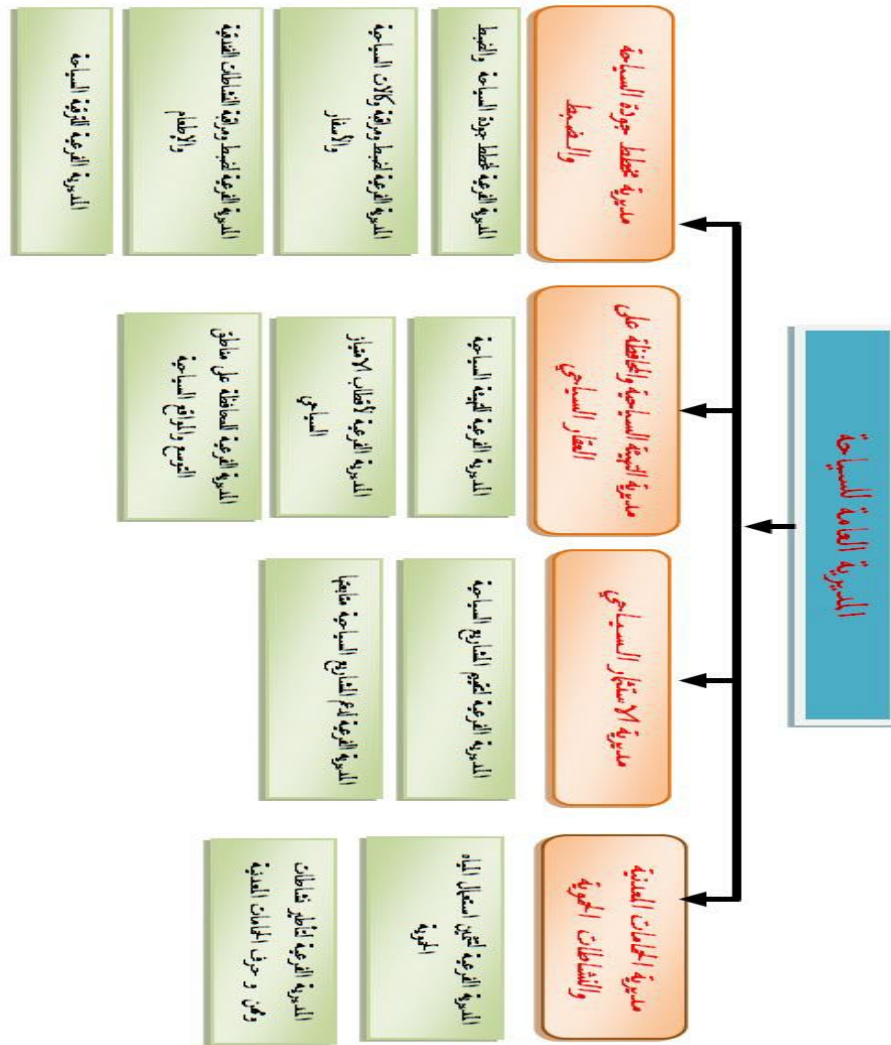 المديرية العامة للسياحة
مديرية مخطط جودة السياحة
والضبط
المديرية الفرعية لمخطط جودة السياحة والضبط
المديرية الفرعية لضبط ومراقبة وكالات السياحية
والأسفار
المديرية الفرعية لضبط ومراقبة النشاطات الفندقية
والإطعام
المديرية الفرعية للترقية السياحة
مديرية التهيئة السياحية والمحافظة على
العقار السياحي
المديرية الفرعية للتهيئة السياحية
المديرية الفرعية لأقطاب الامتياز
السياحي
المديرية الفرعية للمحافظة على مناطق
التوسع والمواقع السياحية
مديرية الاستثمار السياحي
المديرية الفرعية لتقييم المشاريع السياحية
المديرية الفرعية لدعم المشاريع السياحية متابعتها
مديرية الحمامات المعدنية
والنشاطات الحموية
المديرية الفرعية لتثمين استعمال المياه
الحموية
المديرية الفرعية لتأطير نشاطات
ومهن و حرف الحمامات المعدنية